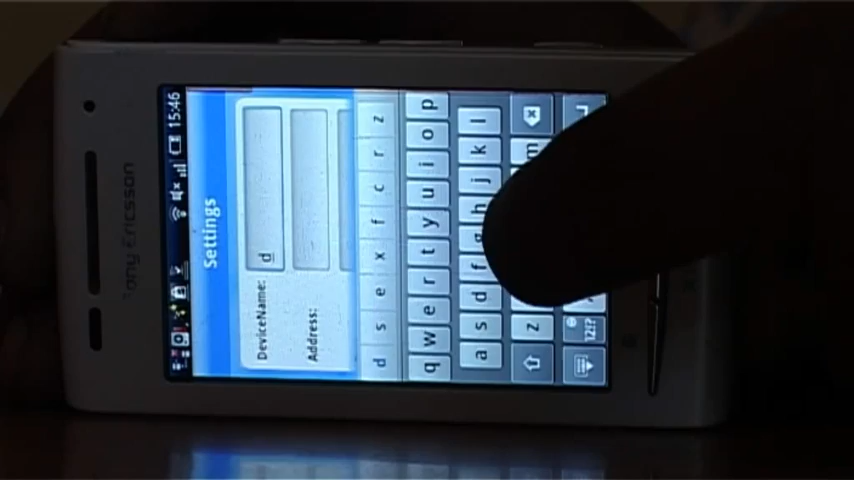 Sony Ericsson
15:46
Settings
DeviceName: d
Address:
d s e x f c r z
q w e r t y u i o p
a s d f g h j k l
z m
12!?